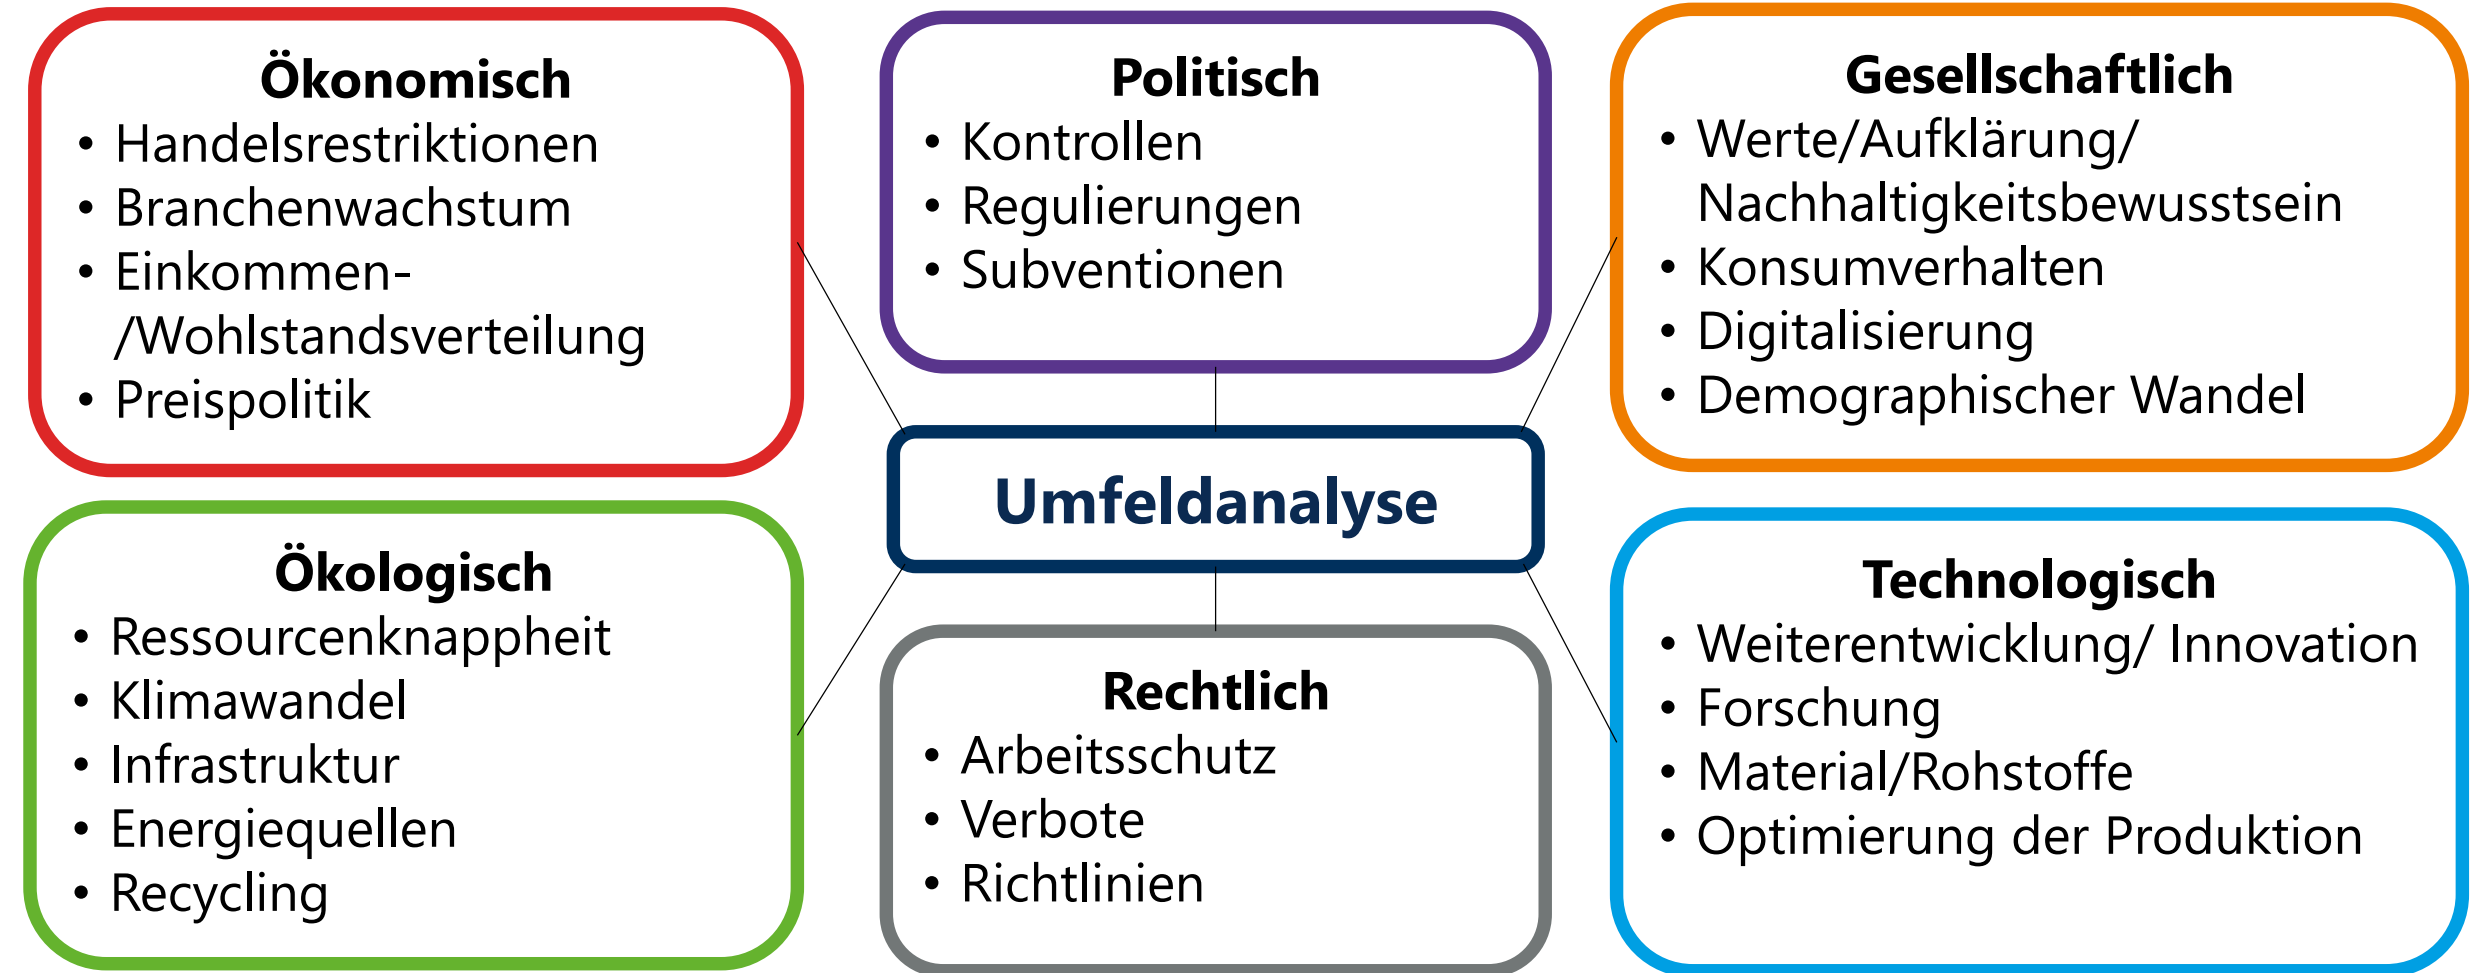 Ökonomisch
• Handelsrestriktionen
• Branchenwachstum
• Einkommen-
/Wohlstandsverteilung
• Preispolitik
Politisch
• Kontrollen
• Regulierungen
• Subventionen
Gesellschaftlich
• Werte/Aufklärung/
Nachhaltigkeitsbewusstsein
• Konsumverhalten
• Digitalisierung
• Demographischer Wandel
Umfeldanalyse
Ökologisch
• Ressourcenknappheit
• Klimawandel
• Infrastruktur
• Energiequellen
• Recycling
Rechtlich
• Arbeitsschutz
• Verbote
• Richtlinien
Technologisch
• Weiterentwicklung/ Innovation
• Forschung
• Material/Rohstoffe
• Optimierung der Produktion